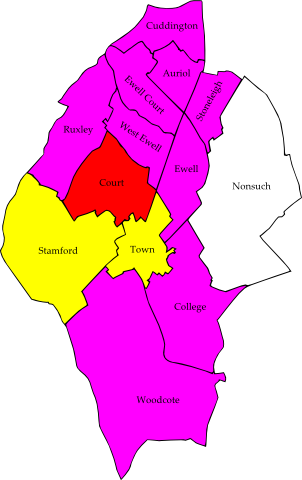 Cuddington
Auriol
Ewell Court
Stoneleigh
Ruxley
West Ewell
Ewell
Court
Nonsuch
Stamford
Town
College
Woodcote